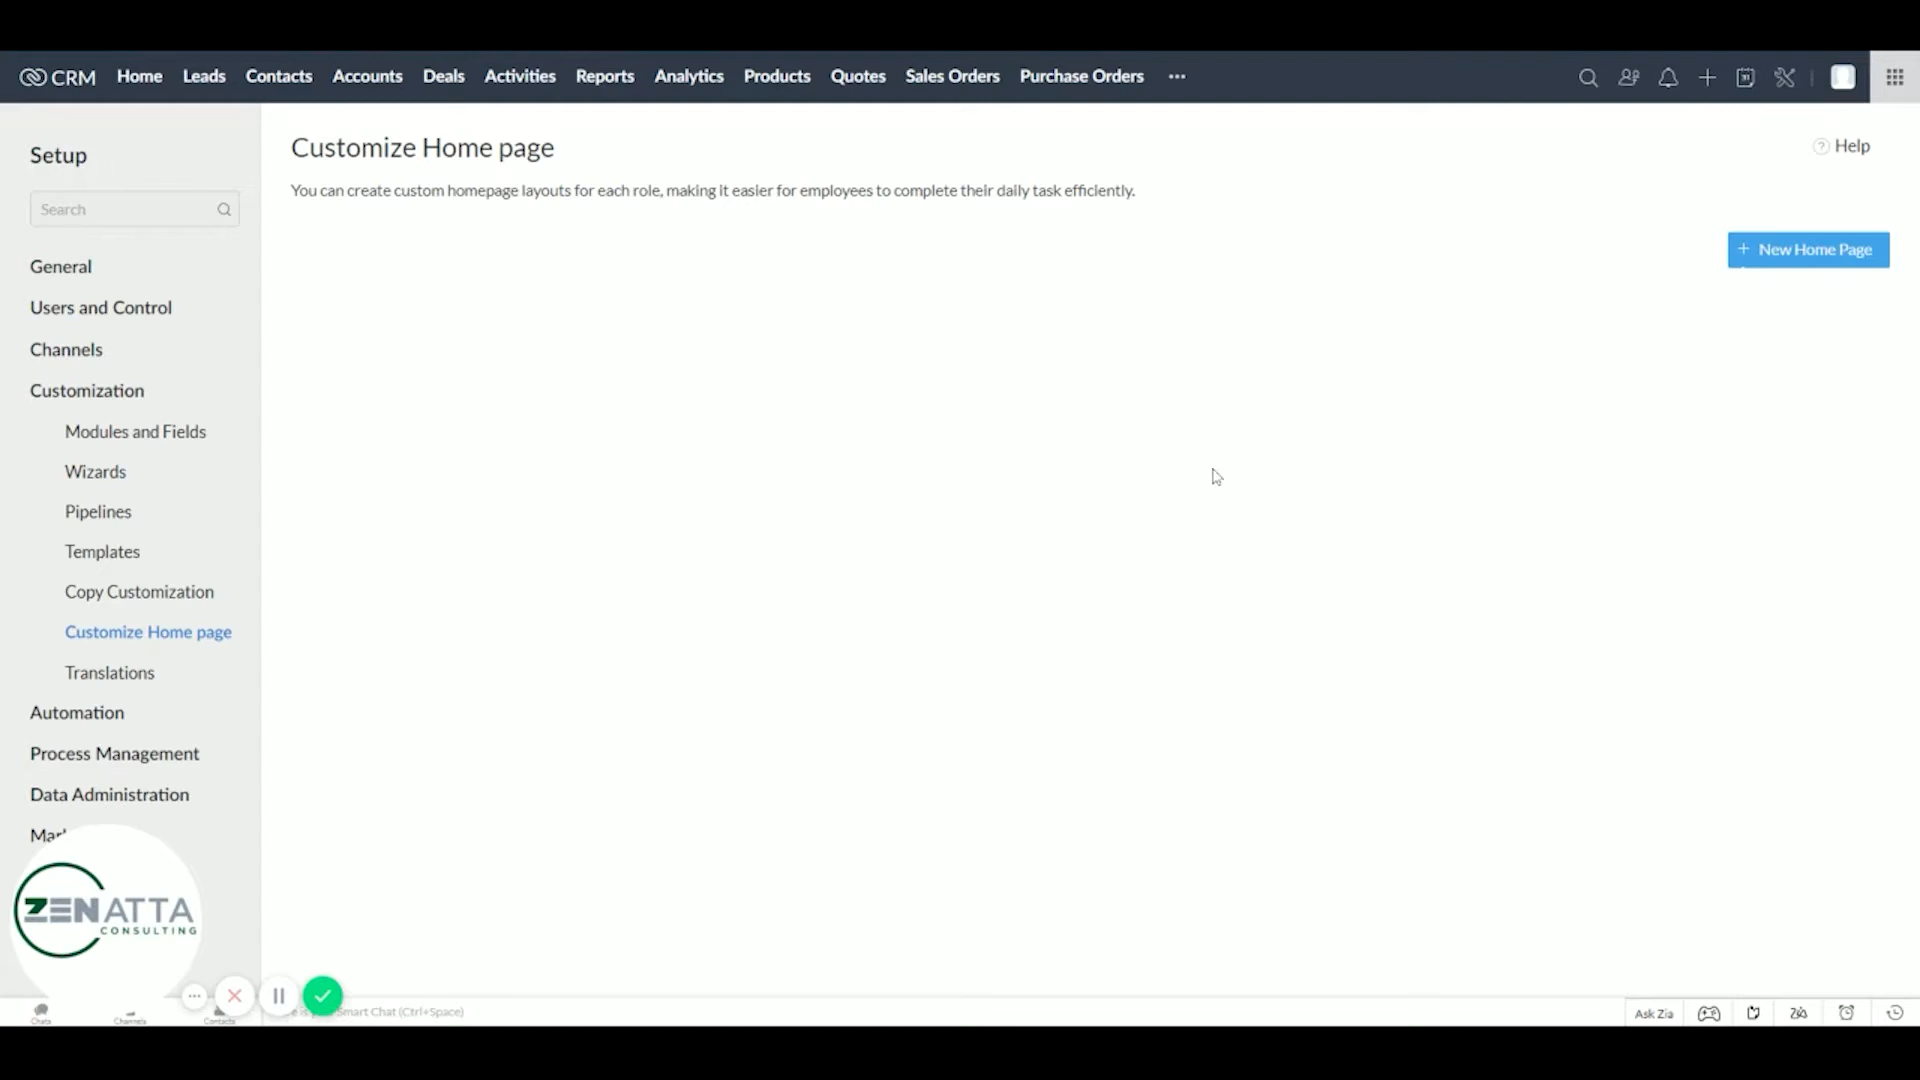 CRM Home Leads Contacts Accounts Deals Activities Reports Analytics Products Quotes Sales Orders Purchase Orders ...
Setup
Search
General
Users and Control
Channels
Customization
Modules and Fields
Wizards
Pipelines
Templates
Copy Customization
Customize Home page
Translations
Automation
Process Management
Data Administration
Customize Home page
Help
You can create custom homepage layouts for each role, making it easier for employees to complete their daily task efficiently.
+ New Home Page
ZENATTA
CONSULTING
Chats Channels Contacts
Smart Chat (Ctrl+Space)
Ask Zia